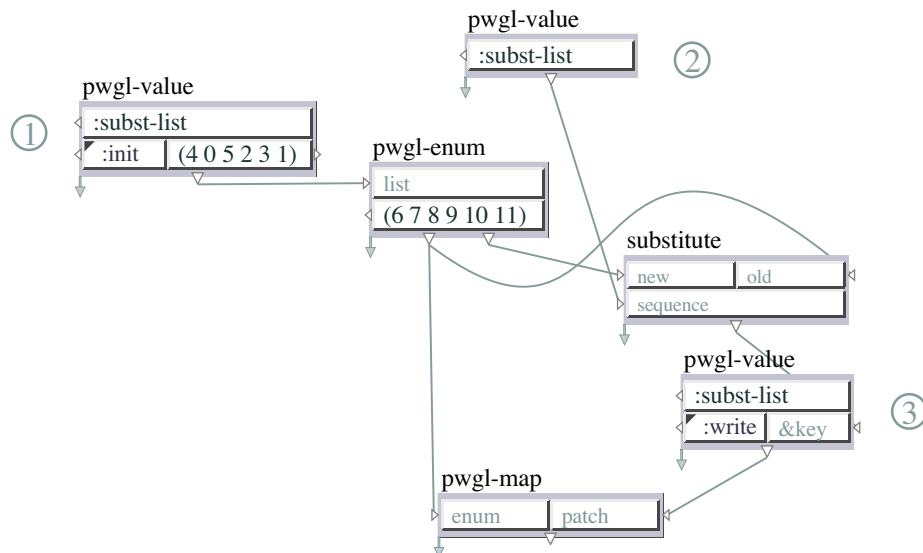 pwgl-value
:subst-list
2
pwgl-value
:subst-list
:init (4 0 5 2 3 1)
1
pwgl-enum
list
(6 7 8 9 10 11)
substitute
new old
sequence
pwgl-value
:subst-list
:write &key
3
pwgl-map
enum patch